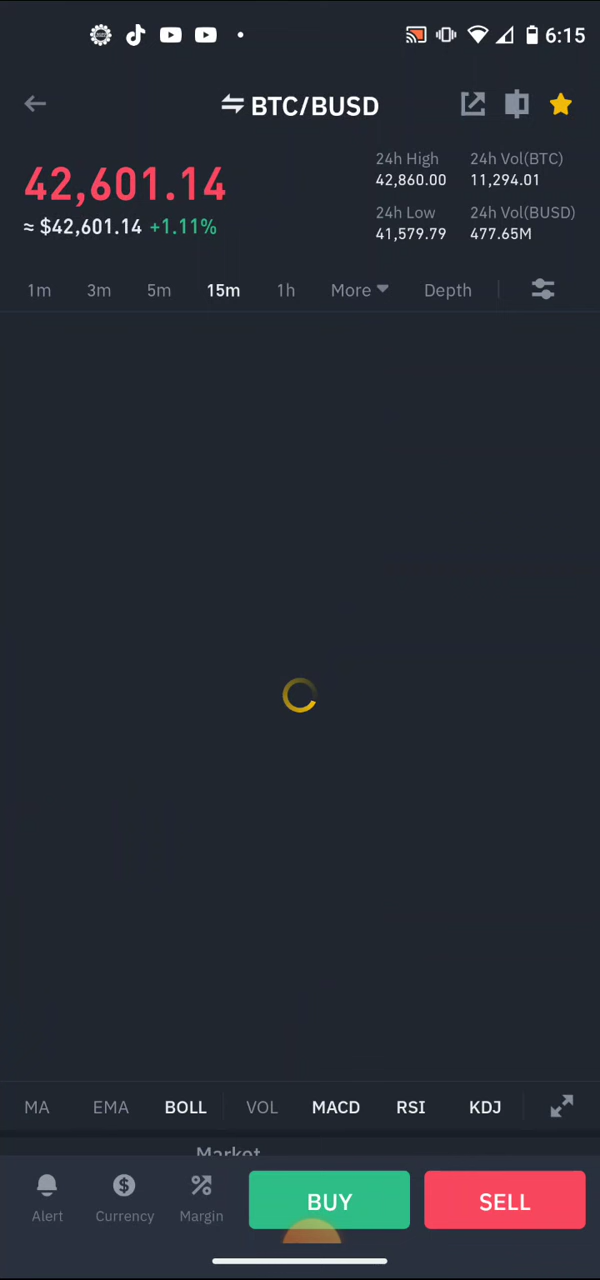 6:15
BTC/BUSD
42,601.14
≈ $42,601.14 +1.11%
24h High
42,860.00
24h Vol(BTC)
11,294.01
24h Low
41,579.79
24h Vol(BUSD)
477.65M
1m 3m 5m 15m 1h More Depth
MA EMA BOLL VOL MACD RSI KDJ
Market
Alert Currency Margin BUY SELL